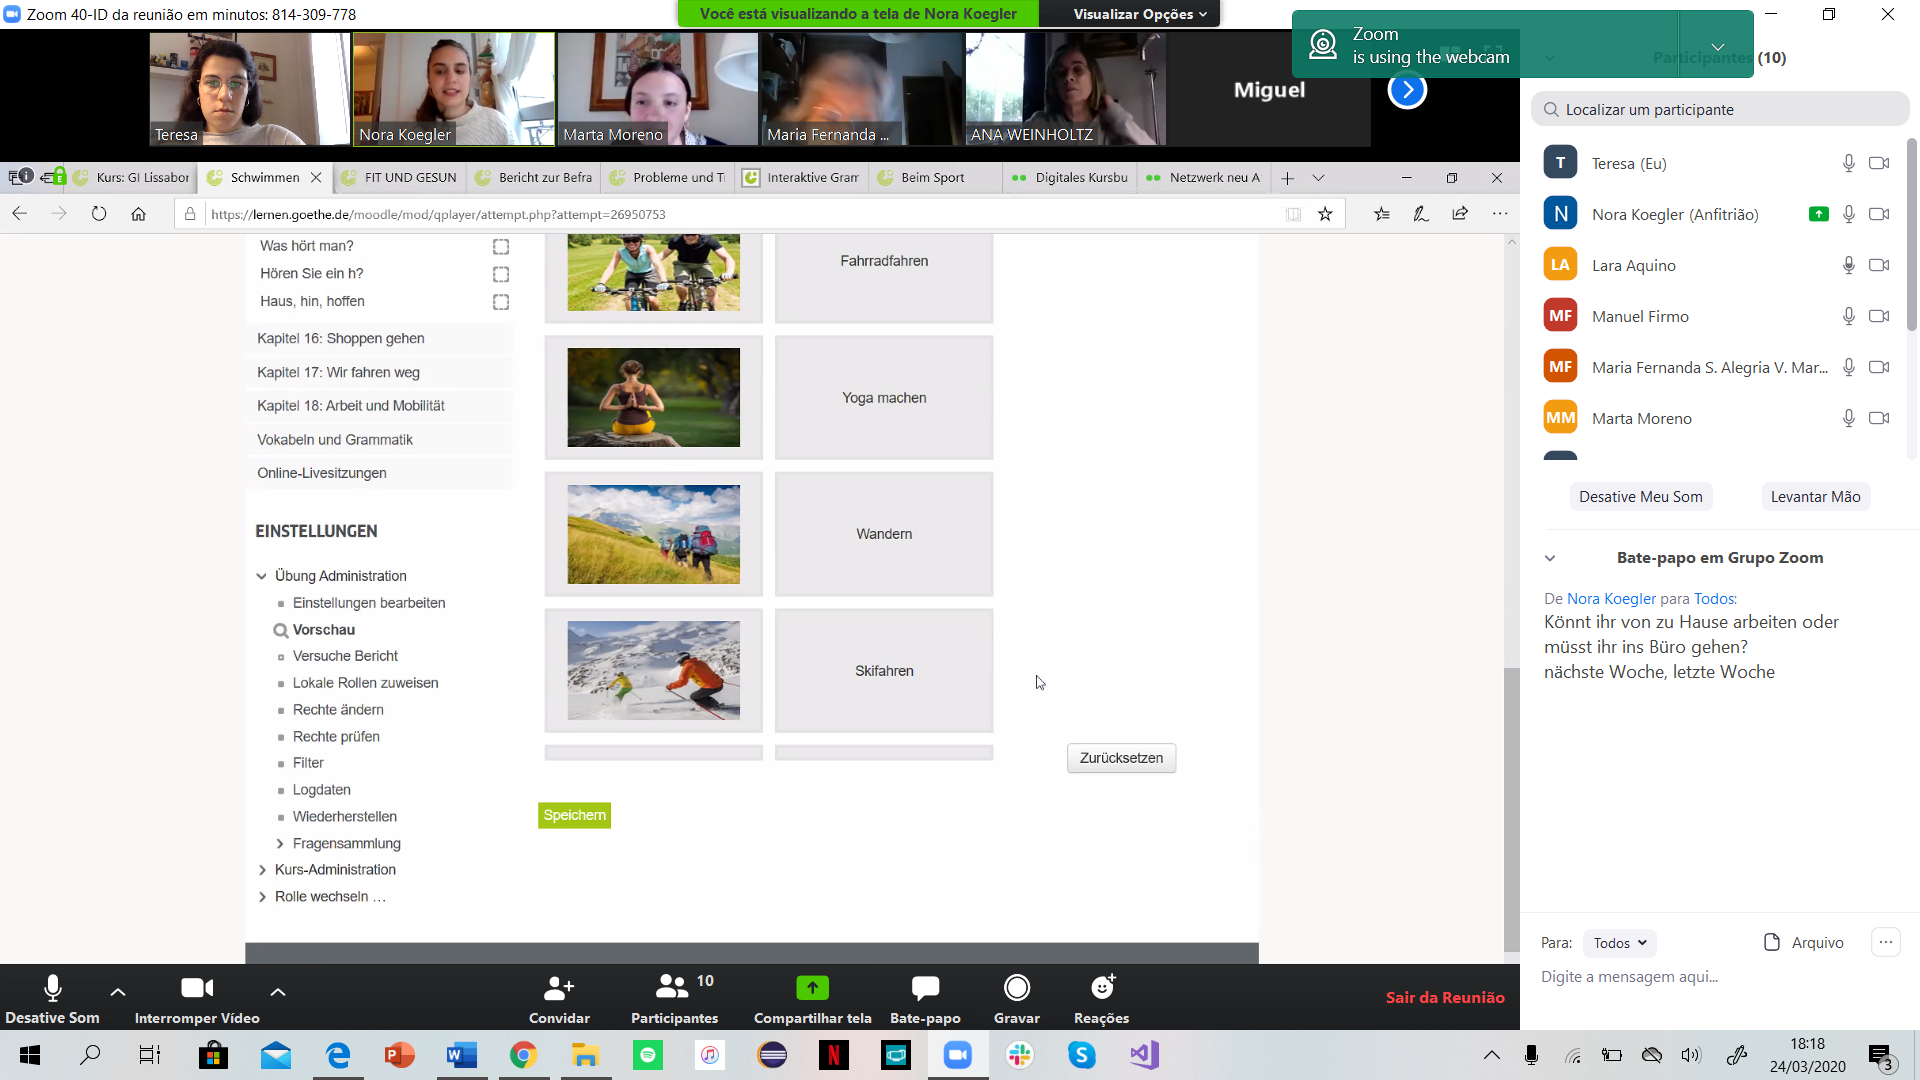 Zoom 40-ID da reunião em minutos: 814-309-778
Você está visualizando a tela de Nora Koegler
Visualizar Opções
Zoom
is using the webcam
Participantes (10)
Teresa
Nora Koegler
Marta Moreno
Maria Fernanda ...
ANA WEINHOLTZ
Miguel
Localizar um participante
T
Teresa (Eu)
N
Nora Koegler (Anfitrião)
LA
Lara Aquino
MF
Manuel Firmo
MF
Maria Fernanda S. Alegria V. Mar...
MM
Marta Moreno
Desative Meu Som
Levantar Mão
Bate-papo em Grupo Zoom
De Nora Koegler para Todos:
Könnt ihr von zu Hause arbeiten oder
müsst ihr ins Büro gehen?
nächste Woche, letzte Woche
Para:
Todos
Arquivo
Digite a mensagem aqui...
Kurs: GI Lissabor
Schwimmen
FIT UND GESUN
Bericht zur Befra
Probleme und Ti
Interaktive Gram
Beim Sport
Digitales Kursbu
Netzwerk neu A
https://lernen.goethe.de/moodle/mod/qplayer/attempt.php?attempt=26950753
Was hört man?
Hören Sie ein h?
Haus, hin, hoffen
Kapitel 16: Shoppen gehen
Kapitel 17: Wir fahren weg
Kapitel 18: Arbeit und Mobilität
Vokabeln und Grammatik
Online-Livesitzungen
EINSTELLUNGEN
Übung Administration
Einstellungen bearbeiten
Vorschau
Versuche Bericht
Lokale Rollen zuweisen
Rechte ändern
Rechte prüfen
Filter
Logdaten
Wiederherstellen
Fragensammlung
Kurs-Administration
Rolle wechseln ...
Fahrradfahren
Yoga machen
Wandern
Skifahren
Zurücksetzen
Speichern
Desative Som
Interromper Vídeo
Convidar
10
Participantes
Compartilhar tela
Bate-papo
Gravar
Reações
Sair da Reunião
18:18
24/03/2020
3